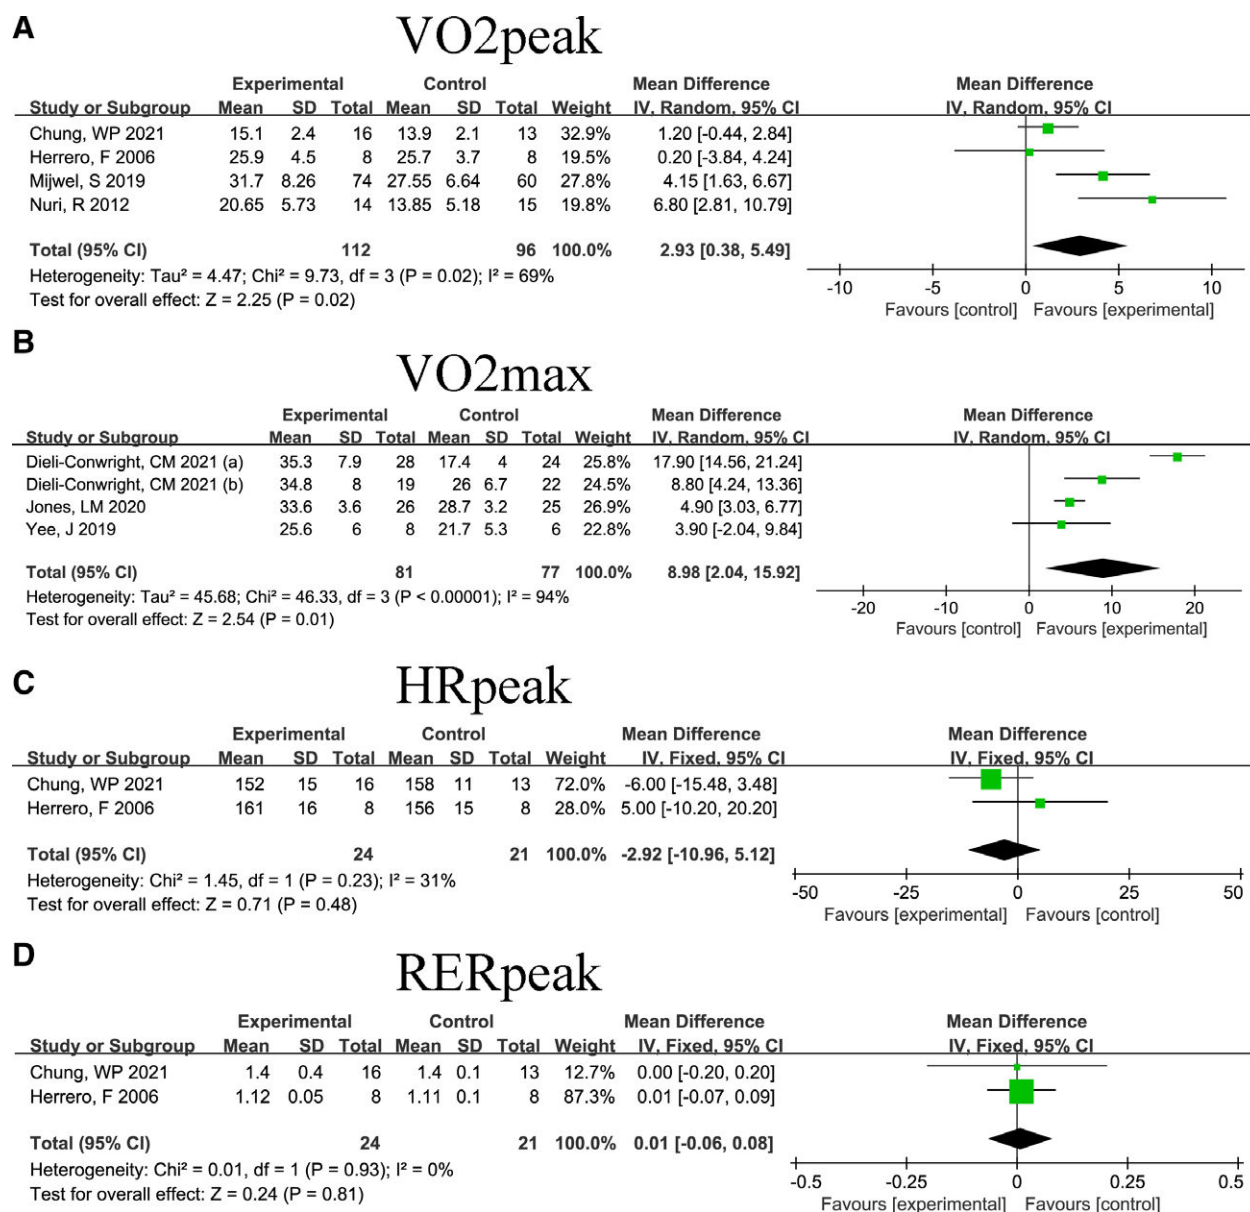 A
VO2peak
Experimental Control Mean Difference Mean Difference
Study or Subgroup Mean SD Total Mean SD Total Weight IV, Random, 95% CI IV, Random, 95% CI
Chung, WP 2021 15.1 2.4 16 13.9 2.1 13 32.9% 1.20 [-0.44, 2.84]
Herrero, F 2006 25.9 4.5 8 25.7 3.7 8 19.5% 0.20 [-3.84, 4.24]
Mijwel, S 2019 31.7 8.26 74 27.55 6.64 60 27.8% 4.15 [1.63, 6.67]
Nuri, R 2012 20.65 5.73 14 13.85 5.18 15 19.8% 6.80 [2.81, 10.79]
Total (95% CI) 112 96 100.0% 2.93 [0.38, 5.49]
Heterogeneity: Tau² = 4.47; Chi² = 9.73, df = 3 (P = 0.02); I² = 69%
Test for overall effect: Z = 2.25 (P = 0.02)
-10 -5 0 5 10
Favours [control] Favours [experimental]
B
VO2max
Experimental Control Mean Difference Mean Difference
Study or Subgroup Mean SD Total Mean SD Total Weight IV, Random, 95% CI IV, Random, 95% CI
Dieli-Conwright, CM 2021 (a) 35.3 7.9 28 17.4 4 24 25.8% 17.90 [14.56, 21.24]
Dieli-Conwright, CM 2021 (b) 34.8 8 19 26 6.7 22 24.5% 8.80 [4.24, 13.36]
Jones, LM 2020 33.6 3.6 26 28.7 3.2 25 26.9% 4.90 [3.03, 6.77]
Yee, J 2019 25.6 6 8 21.7 5.3 6 22.8% 3.90 [-2.04, 9.84]
Total (95% CI) 81 77 100.0% 8.98 [2.04, 15.92]
Heterogeneity: Tau² = 45.68; Chi² = 46.33, df = 3 (P < 0.00001); I² = 94%
Test for overall effect: Z = 2.54 (P = 0.01)
-20 -10 0 10 20
Favours [control] Favours [experimental]
C
HRpeak
Experimental Control Mean Difference Mean Difference
Study or Subgroup Mean SD Total Mean SD Total Weight IV, Fixed, 95% CI IV, Fixed, 95% CI
Chung, WP 2021 152 15 16 158 11 13 72.0% -6.00 [-15.48, 3.48]
Herrero, F 2006 161 16 8 156 15 8 28.0% 5.00 [-10.20, 20.20]
Total (95% CI) 24 21 100.0% -2.92 [-10.96, 5.12]
Heterogeneity: Chi² = 1.45, df = 1 (P = 0.23); I² = 31%
Test for overall effect: Z = 0.71 (P = 0.48)
-50 -25 0 25 50
Favours [experimental] Favours [control]
D
RERpeak
Experimental Control Mean Difference Mean Difference
Study or Subgroup Mean SD Total Mean SD Total Weight IV, Fixed, 95% CI IV, Fixed, 95% CI
Chung, WP 2021 1.4 0.4 16 1.4 0.1 13 12.7% 0.00 [-0.20, 0.20]
Herrero, F 2006 1.12 0.05 8 1.11 0.1 8 87.3% 0.01 [-0.07, 0.09]
Total (95% CI) 24 21 100.0% 0.01 [-0.06, 0.08]
Heterogeneity: Chi² = 0.01, df = 1 (P = 0.93); I² = 0%
Test for overall effect: Z = 0.24 (P = 0.81)
-0.5 -0.25 0 0.25 0.5
Favours [experimental] Favours [control]